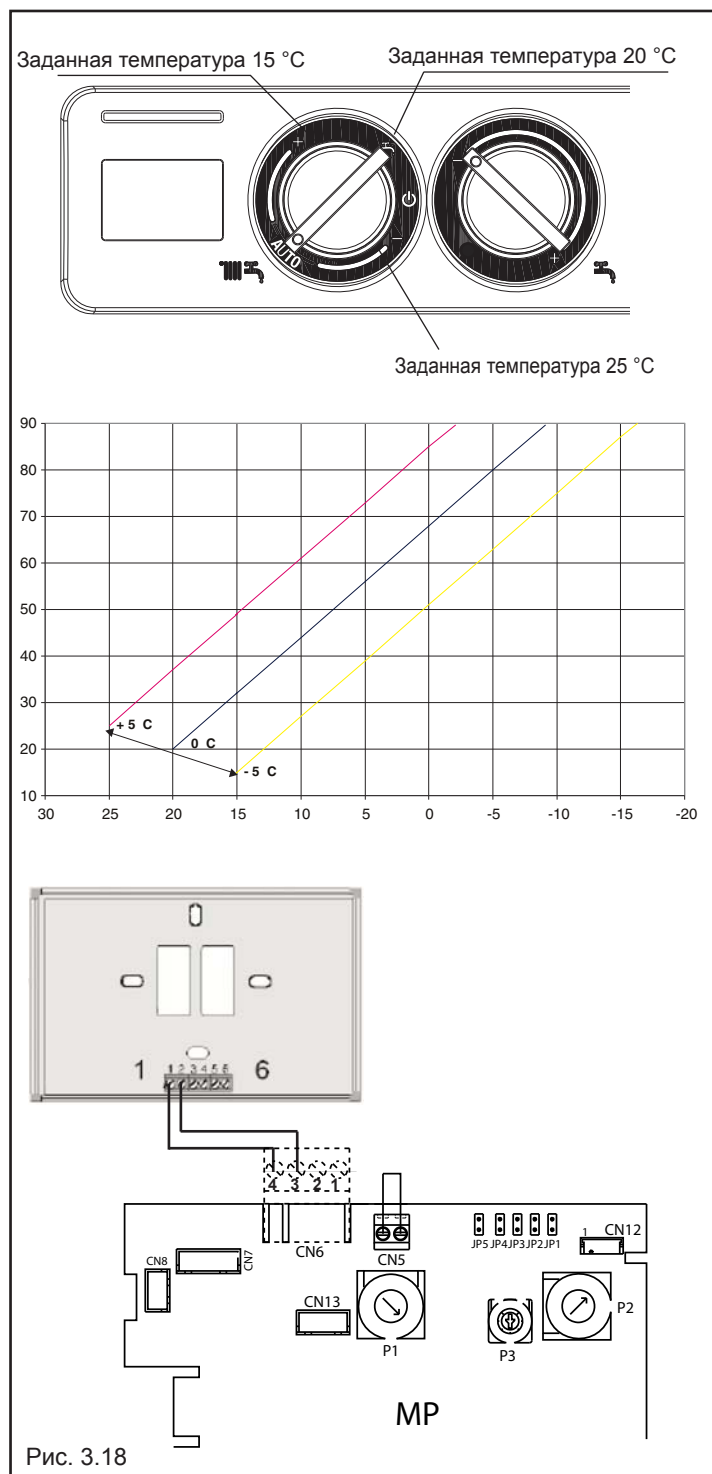 Заданная температура 15 °C
Заданная температура 20 °C
+
−
−
AUTO
+
Заданная температура 25 °C
90
80
70
60
50
40
30
20
10
+5 C
0 C
-5 C
30 25 20 15 10 5 0 -5 -10 -15 -20
1 1 2 3 4 5 6 6
4 3 2 1
CN6
CN5
JP5 JP4 JP3 JP2 JP1
1
CN12
CN8
CN7
CN13
P1
P3
P2
MP
Рис. 3.18